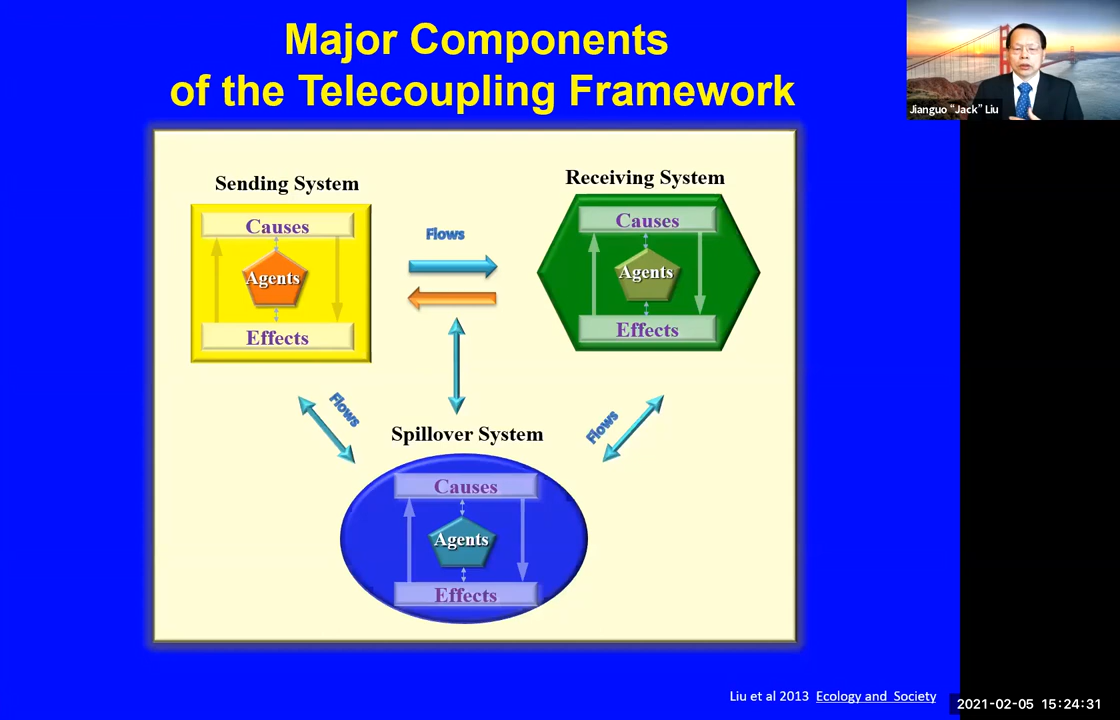 Major Components
of the Telecoupling Framework
Jianguo "Jack" Liu
Sending System
Receiving System
Causes
Agents
Effects
Flows
Causes
Agents
Effects
Flows
Flows
Spillover System
Causes
Agents
Effects
Liu et al 2013 Ecology and Society
2021-02-05 15:24:31